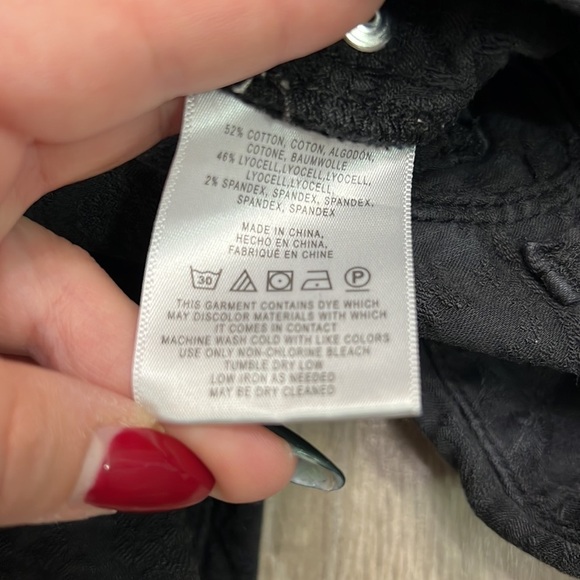 52% COTTON, COTON, ALGODÓN,
COTONE, BAUMWOLLE
46% LYOCELL,LYOCELL,LYOCELL,
LYOCELL,LYOCELL
2% SPANDEX, SPANDEX, SPANDEX,
SPANDEX, SPANDEX
MADE IN CHINA,
HECHO EN CHINA,
FABRIQUÉ EN CHINE
30 P
THIS GARMENT CONTAINS DYE WHICH
MAY DISCOLOR MATERIALS WITH WHICH
IT COMES IN CONTACT
MACHINE WASH COLD WITH LIKE COLORS
USE ONLY NON-CHLORINE BLEACH
TUMBLE DRY LOW
LOW IRON AS NEEDED
MAY BE DRY CLEANED